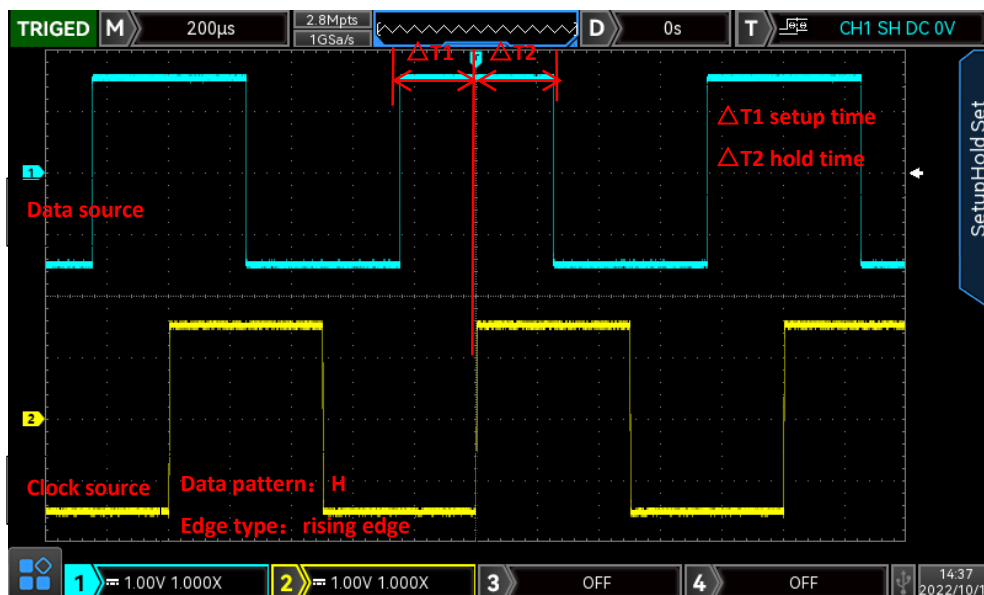 TRIGED M 200μs 2.8Mpts D 0s T CH1 SH DC 0V
1GSa/s
△T1 T △T2
△T1 setup time
△T2 hold time
1
Data source
SetupHold Set
2
Clock source Data pattern： H
Edge type： rising edge
1 1.00V 1.000X 2 1.00V 1.000X 3 OFF 4 OFF 14:37